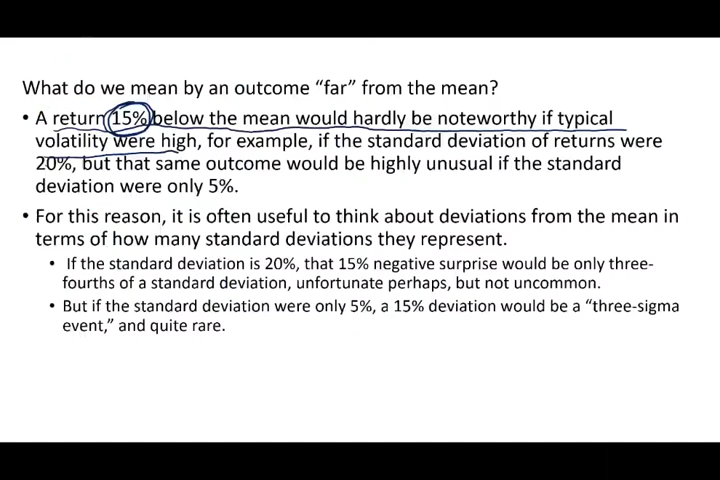 What do we mean by an outcome “far” from the mean?
• A return 15% below the mean would hardly be noteworthy if typical
volatility were high, for example, if the standard deviation of returns were
20%, but that same outcome would be highly unusual if the standard
deviation were only 5%.
• For this reason, it is often useful to think about deviations from the mean in
terms of how many standard deviations they represent.
• If the standard deviation is 20%, that 15% negative surprise would be only three-
fourths of a standard deviation, unfortunate perhaps, but not uncommon.
• But if the standard deviation were only 5%, a 15% deviation would be a “three-sigma
event,” and quite rare.